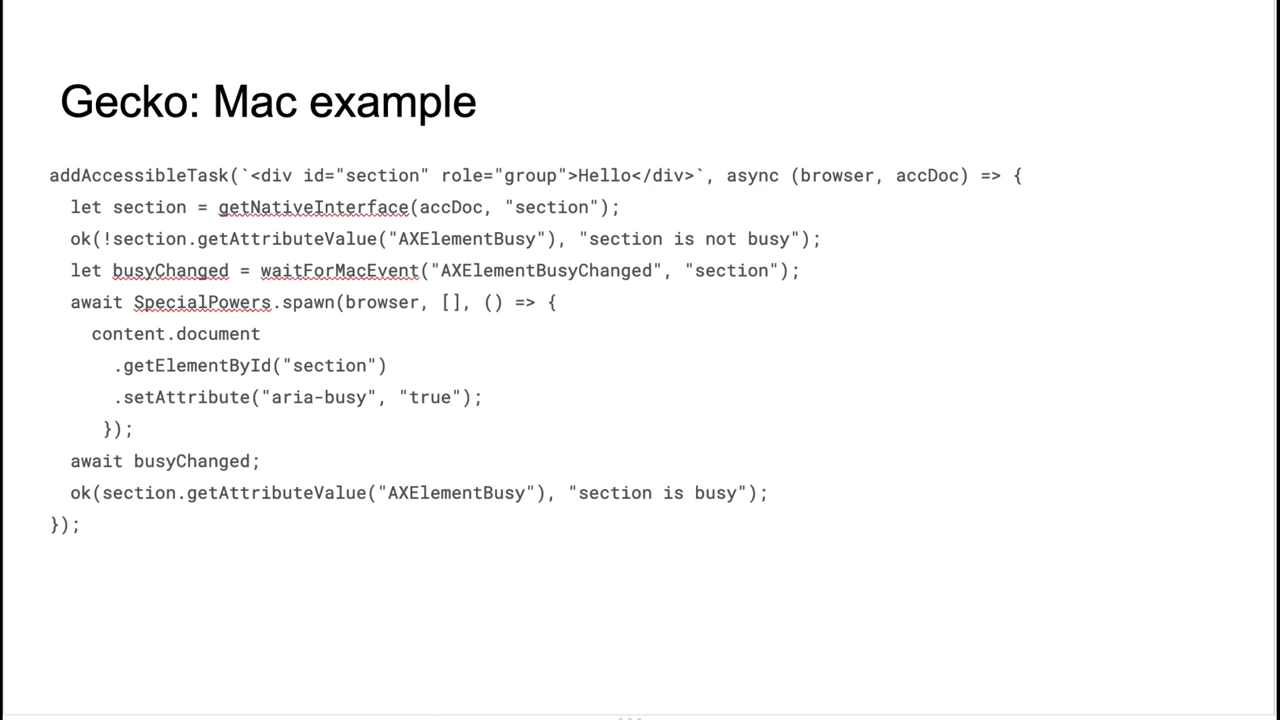 Gecko: Mac example
addAccessibleTask(`<div id="section" role="group">Hello</div>`, async (browser, accDoc) => {
let section = getNativeInterface(accDoc, "section");
ok(!section.getAttributeValue("AXElementBusy"), "section is not busy");
let busyChanged = waitForMacEvent("AXElementBusyChanged", "section");
await SpecialPowers.spawn(browser, [], () => {
content.document
.getElementById("section")
.setAttribute("aria-busy", "true");
});
await busyChanged;
ok(section.getAttributeValue("AXElementBusy"), "section is busy");
});